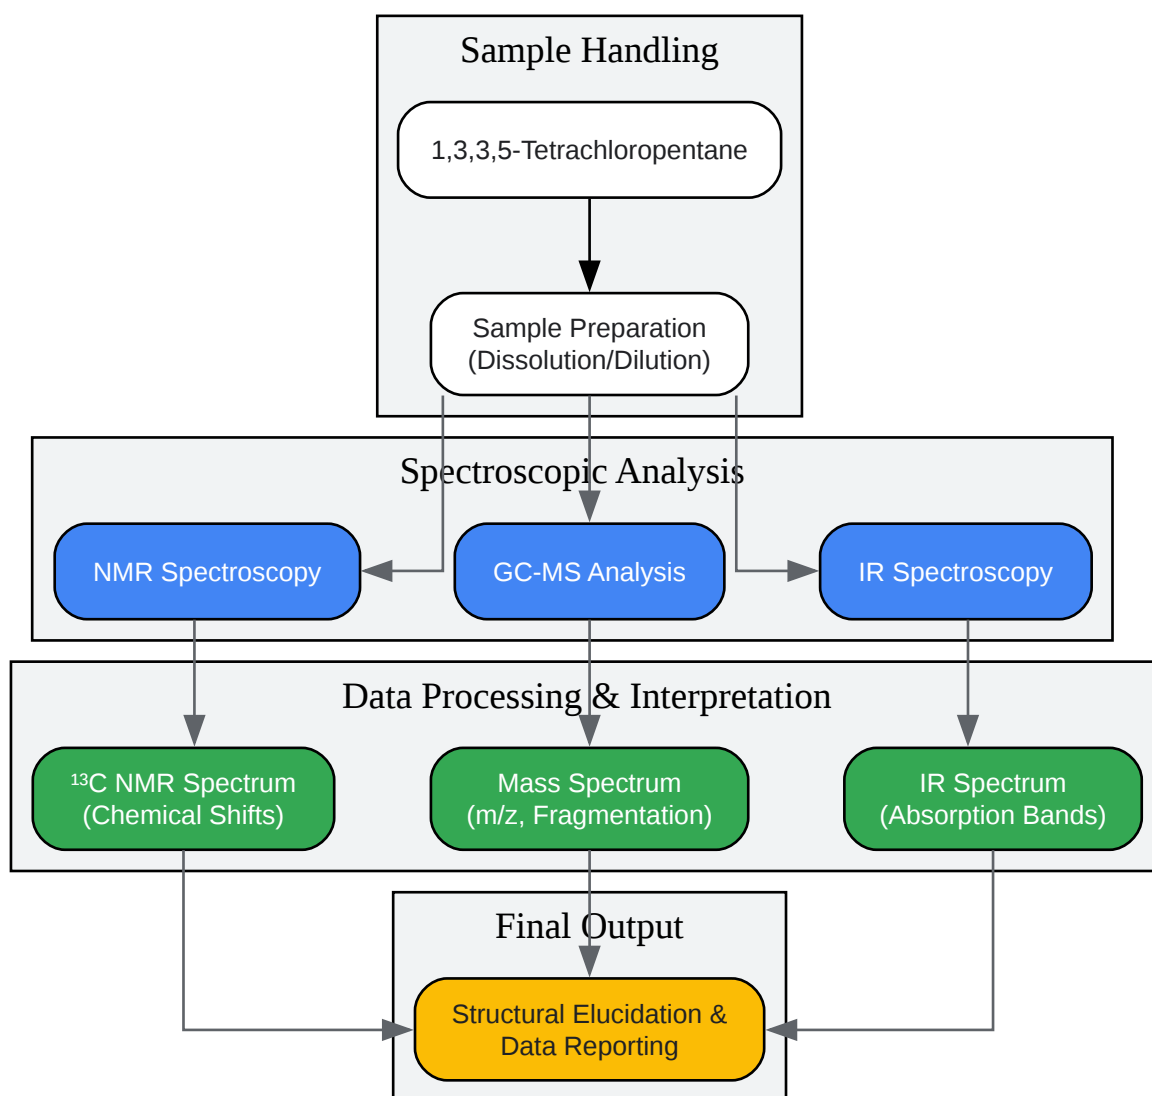 Sample Handling
1,3,3,5-Tetrachloropentane
Sample Preparation
(Dissolution/Dilution)
Spectroscopic Analysis
NMR Spectroscopy
GC-MS Analysis
IR Spectroscopy
Data Processing & Interpretation
¹³C NMR Spectrum
(Chemical Shifts)
Mass Spectrum
(m/z, Fragmentation)
IR Spectrum
(Absorption Bands)
Final Output
Structural Elucidation &
Data Reporting